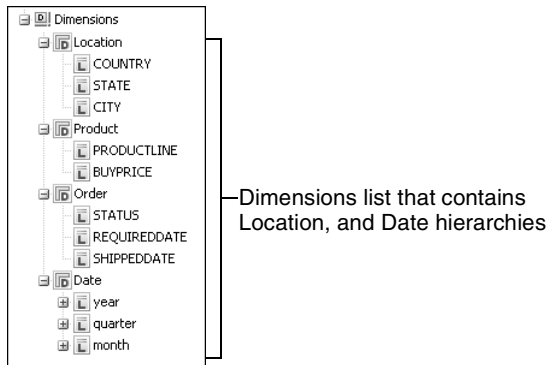 Dimensions
Location
COUNTRY
STATE
CITY
Product
PRODUCTLINE
BUYPRICE
Order
STATUS
REQUIREDDATE
SHIPPEDDATE
Date
year
quarter
month
Dimensions list that contains
Location, and Date hierarchies